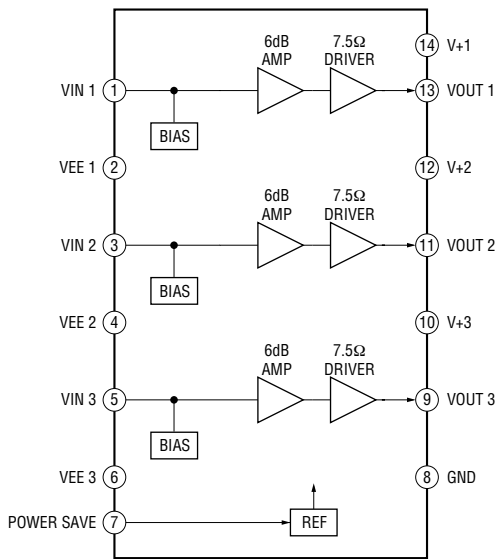 6dB
AMP
7.5Ω
DRIVER
14 V+1
VIN 1 1
13 VOUT 1
BIAS
VEE 1 2
12 V+2
6dB
AMP
7.5Ω
DRIVER
VIN 2 3
11 VOUT 2
BIAS
VEE 2 4
10 V+3
6dB
AMP
7.5Ω
DRIVER
VIN 3 5
9 VOUT 3
BIAS
VEE 3 6
8 GND
POWER SAVE 7
REF